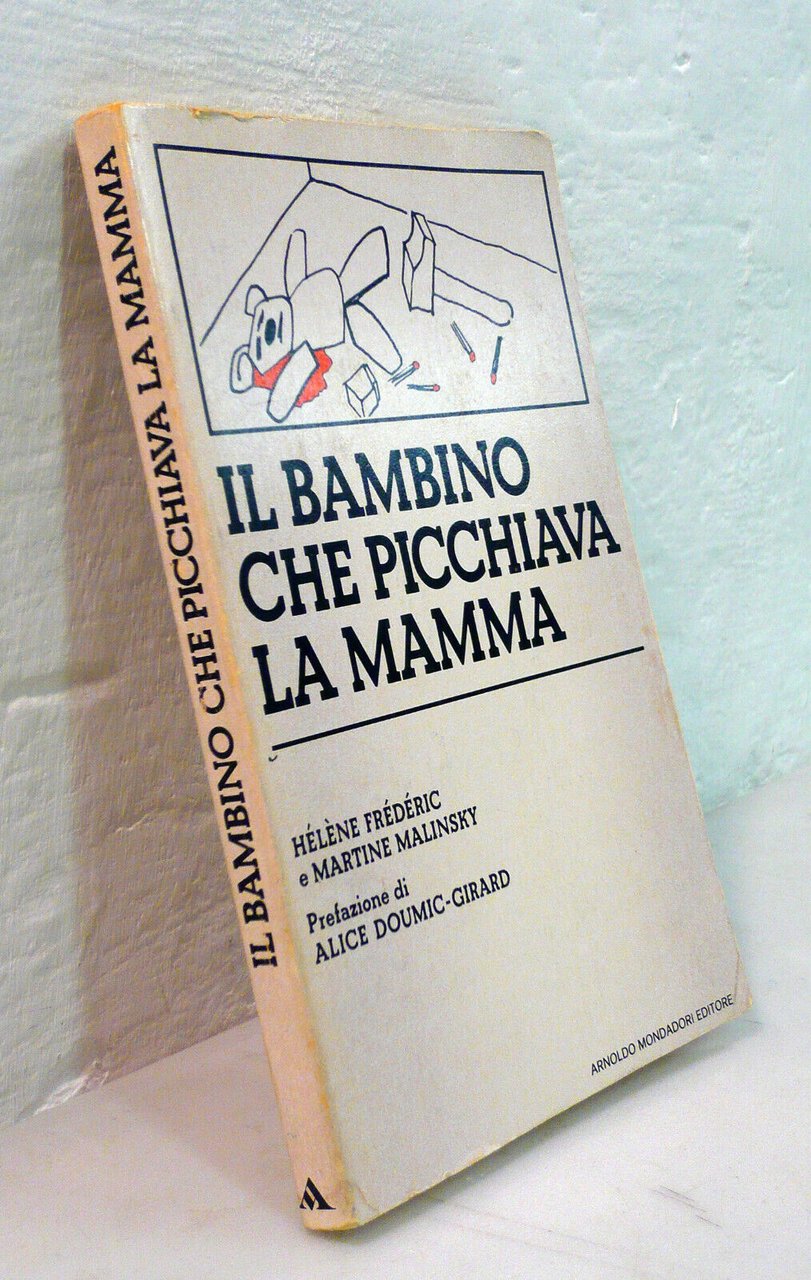 IL BAMBINO CHE PICCHIAVA LA MAMMA
IL BAMBINO
CHE PICCHIAVA
LA MAMMA
HÉLÈNE FRÉDÉRIC
e MARTINE MALINSKY
Prefazione di
ALICE DOUMIC-GIRARD
ARNOLDO MONDADORI EDITORE